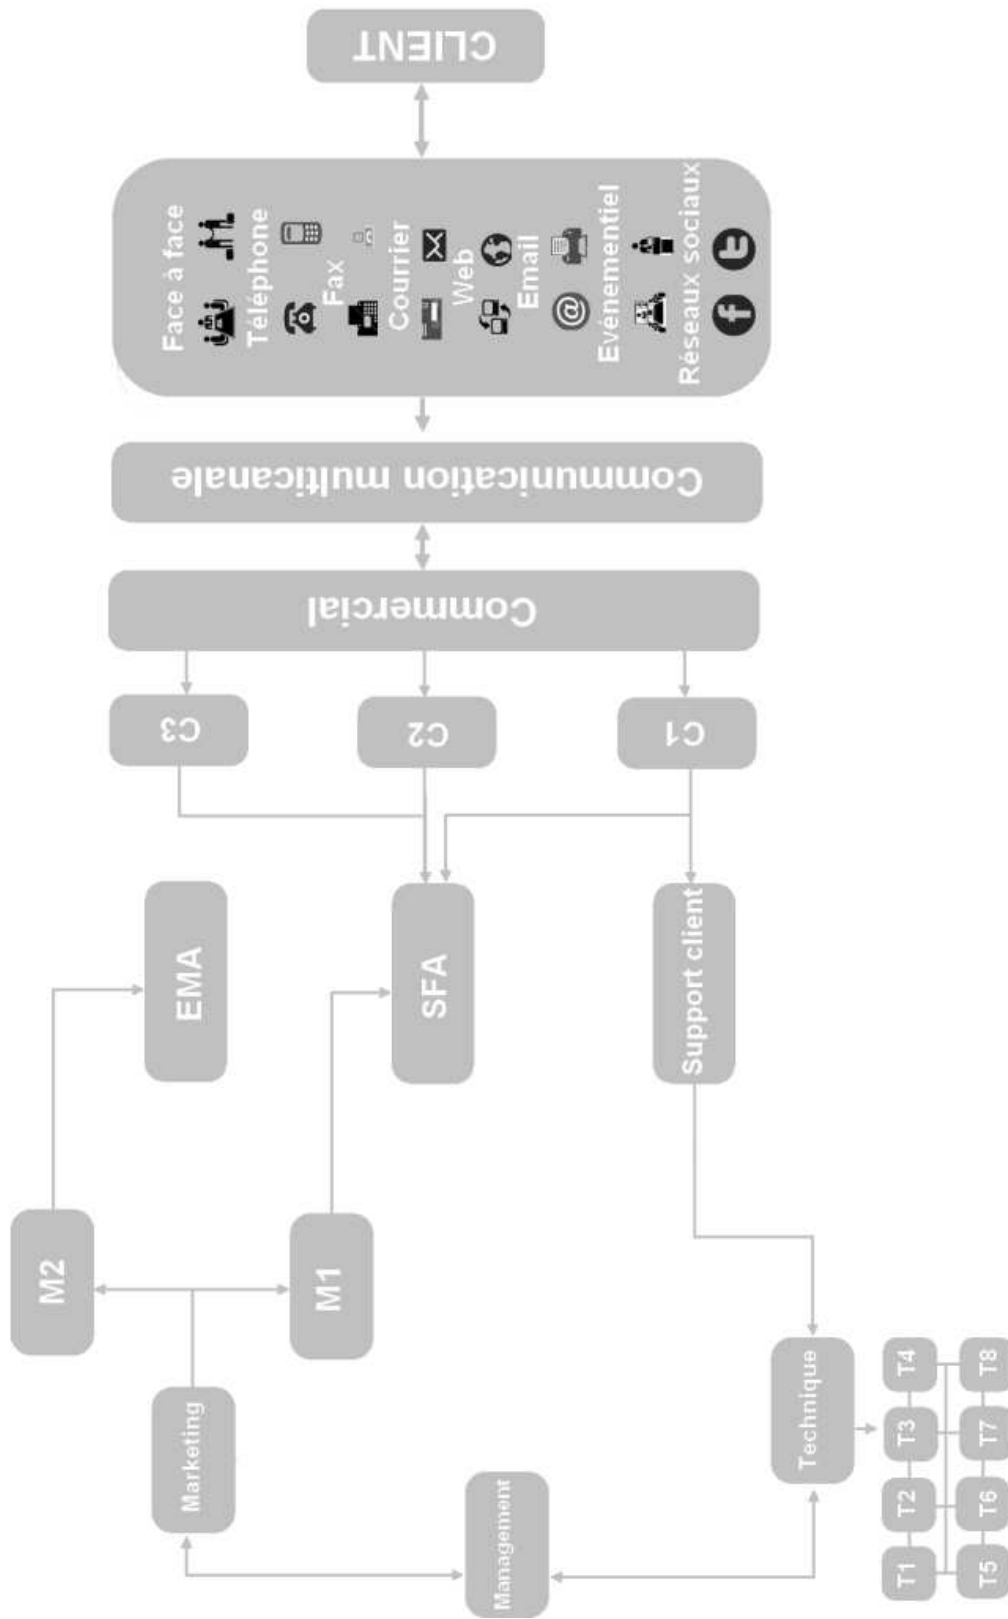 CLIENT
Face à face
Téléphone
Fax
Courrier
Web
Email
Evénementiel
Réseaux sociaux
Communication multicanale
Commercial
C3
C2
C1
EMA
SFA
Support client
M2
M1
Marketing
Management
Technique
T1
T2
T3
T4
T5
T6
T7
T8